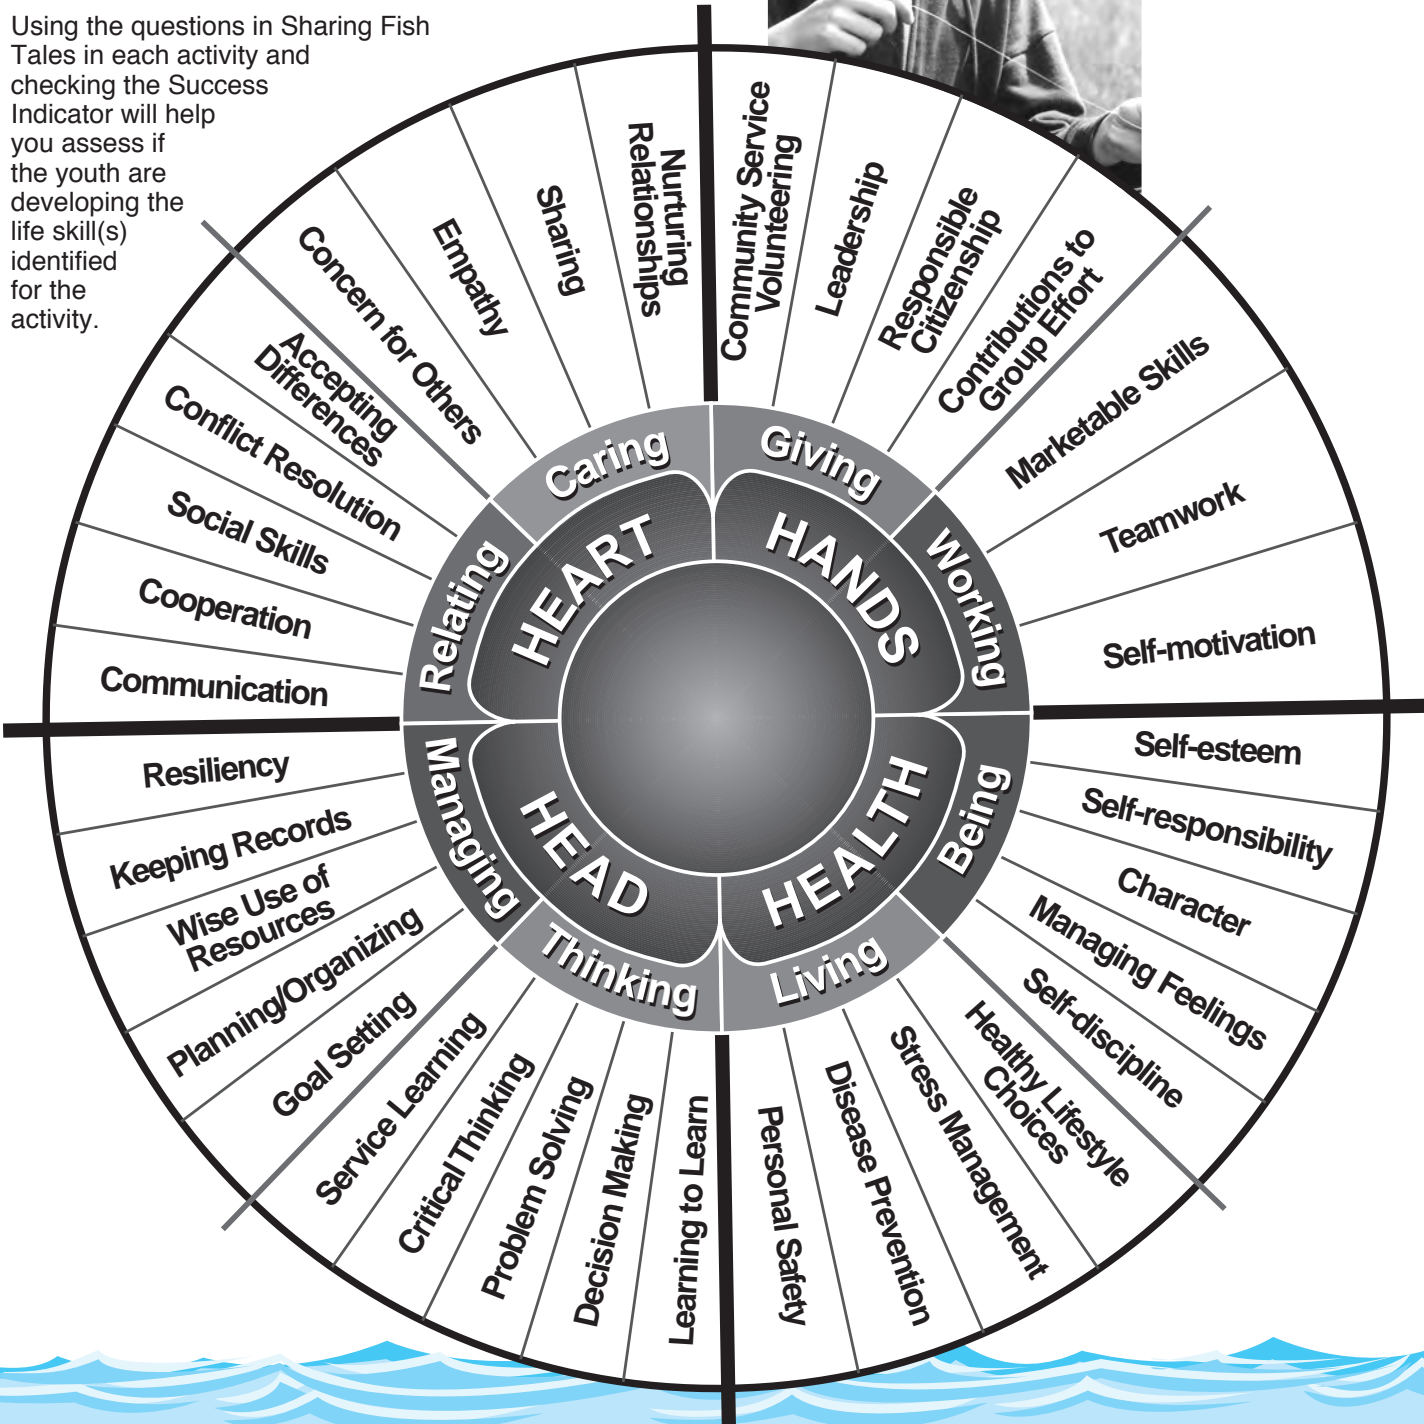 Using the questions in Sharing Fish
Tales in each activity and
checking the Success
Indicator will help
you assess if
the youth are
developing the
life skill(s)
identified
for the
activity.
Nurturing
Relationships
Sharing
Empathy
Concern for Others
Accepting
Differences
Conflict Resolution
Social Skills
Cooperation
Communication
Community Service
Volunteering
Leadership
Responsible
Citizenship
Contributions to
Group Effort
Marketable Skills
Teamwork
Self-motivation
Caring
Giving
Relating
Working
HEART
HANDS
Managing
Being
HEAD
HEALTH
Thinking
Living
Resiliency
Keeping Records
Wise Use of
Resources
Planning/Organizing
Goal Setting
Service Learning
Critical Thinking
Problem Solving
Decision Making
Learning to Learn
Self-esteem
Self-responsibility
Character
Managing Feelings
Self-discipline
Healthy Lifestyle
Choices
Stress Management
Disease Prevention
Personal Safety